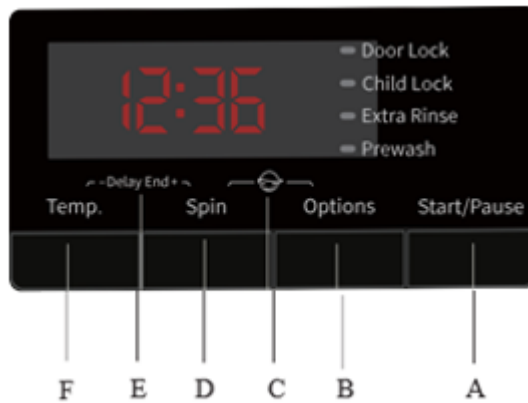 12:36
Door Lock
Child Lock
Extra Rinse
Prewash
-Delay End+
Temp. Spin Options Start/Pause
F E D C B A